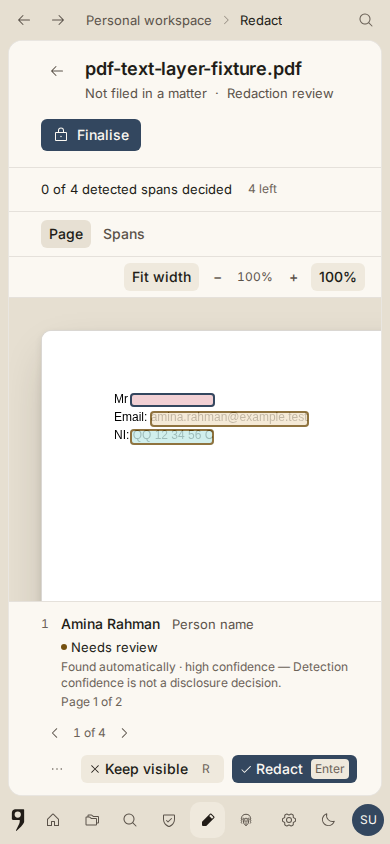 Personal workspace > Redact
pdf-text-layer-fixture.pdf
Not filed in a matter · Redaction review
Finalise
0 of 4 detected spans decided 4 left
Page Spans
Fit width − 100% + 100%
Mr
Email: amina.rahman@example.test
NI: QQ 12 34 56 C
1 Amina Rahman Person name
Needs review
Found automatically · high confidence — Detection
confidence is not a disclosure decision.
Page 1 of 2
1 of 4
... Keep visible R Redact Enter
SU